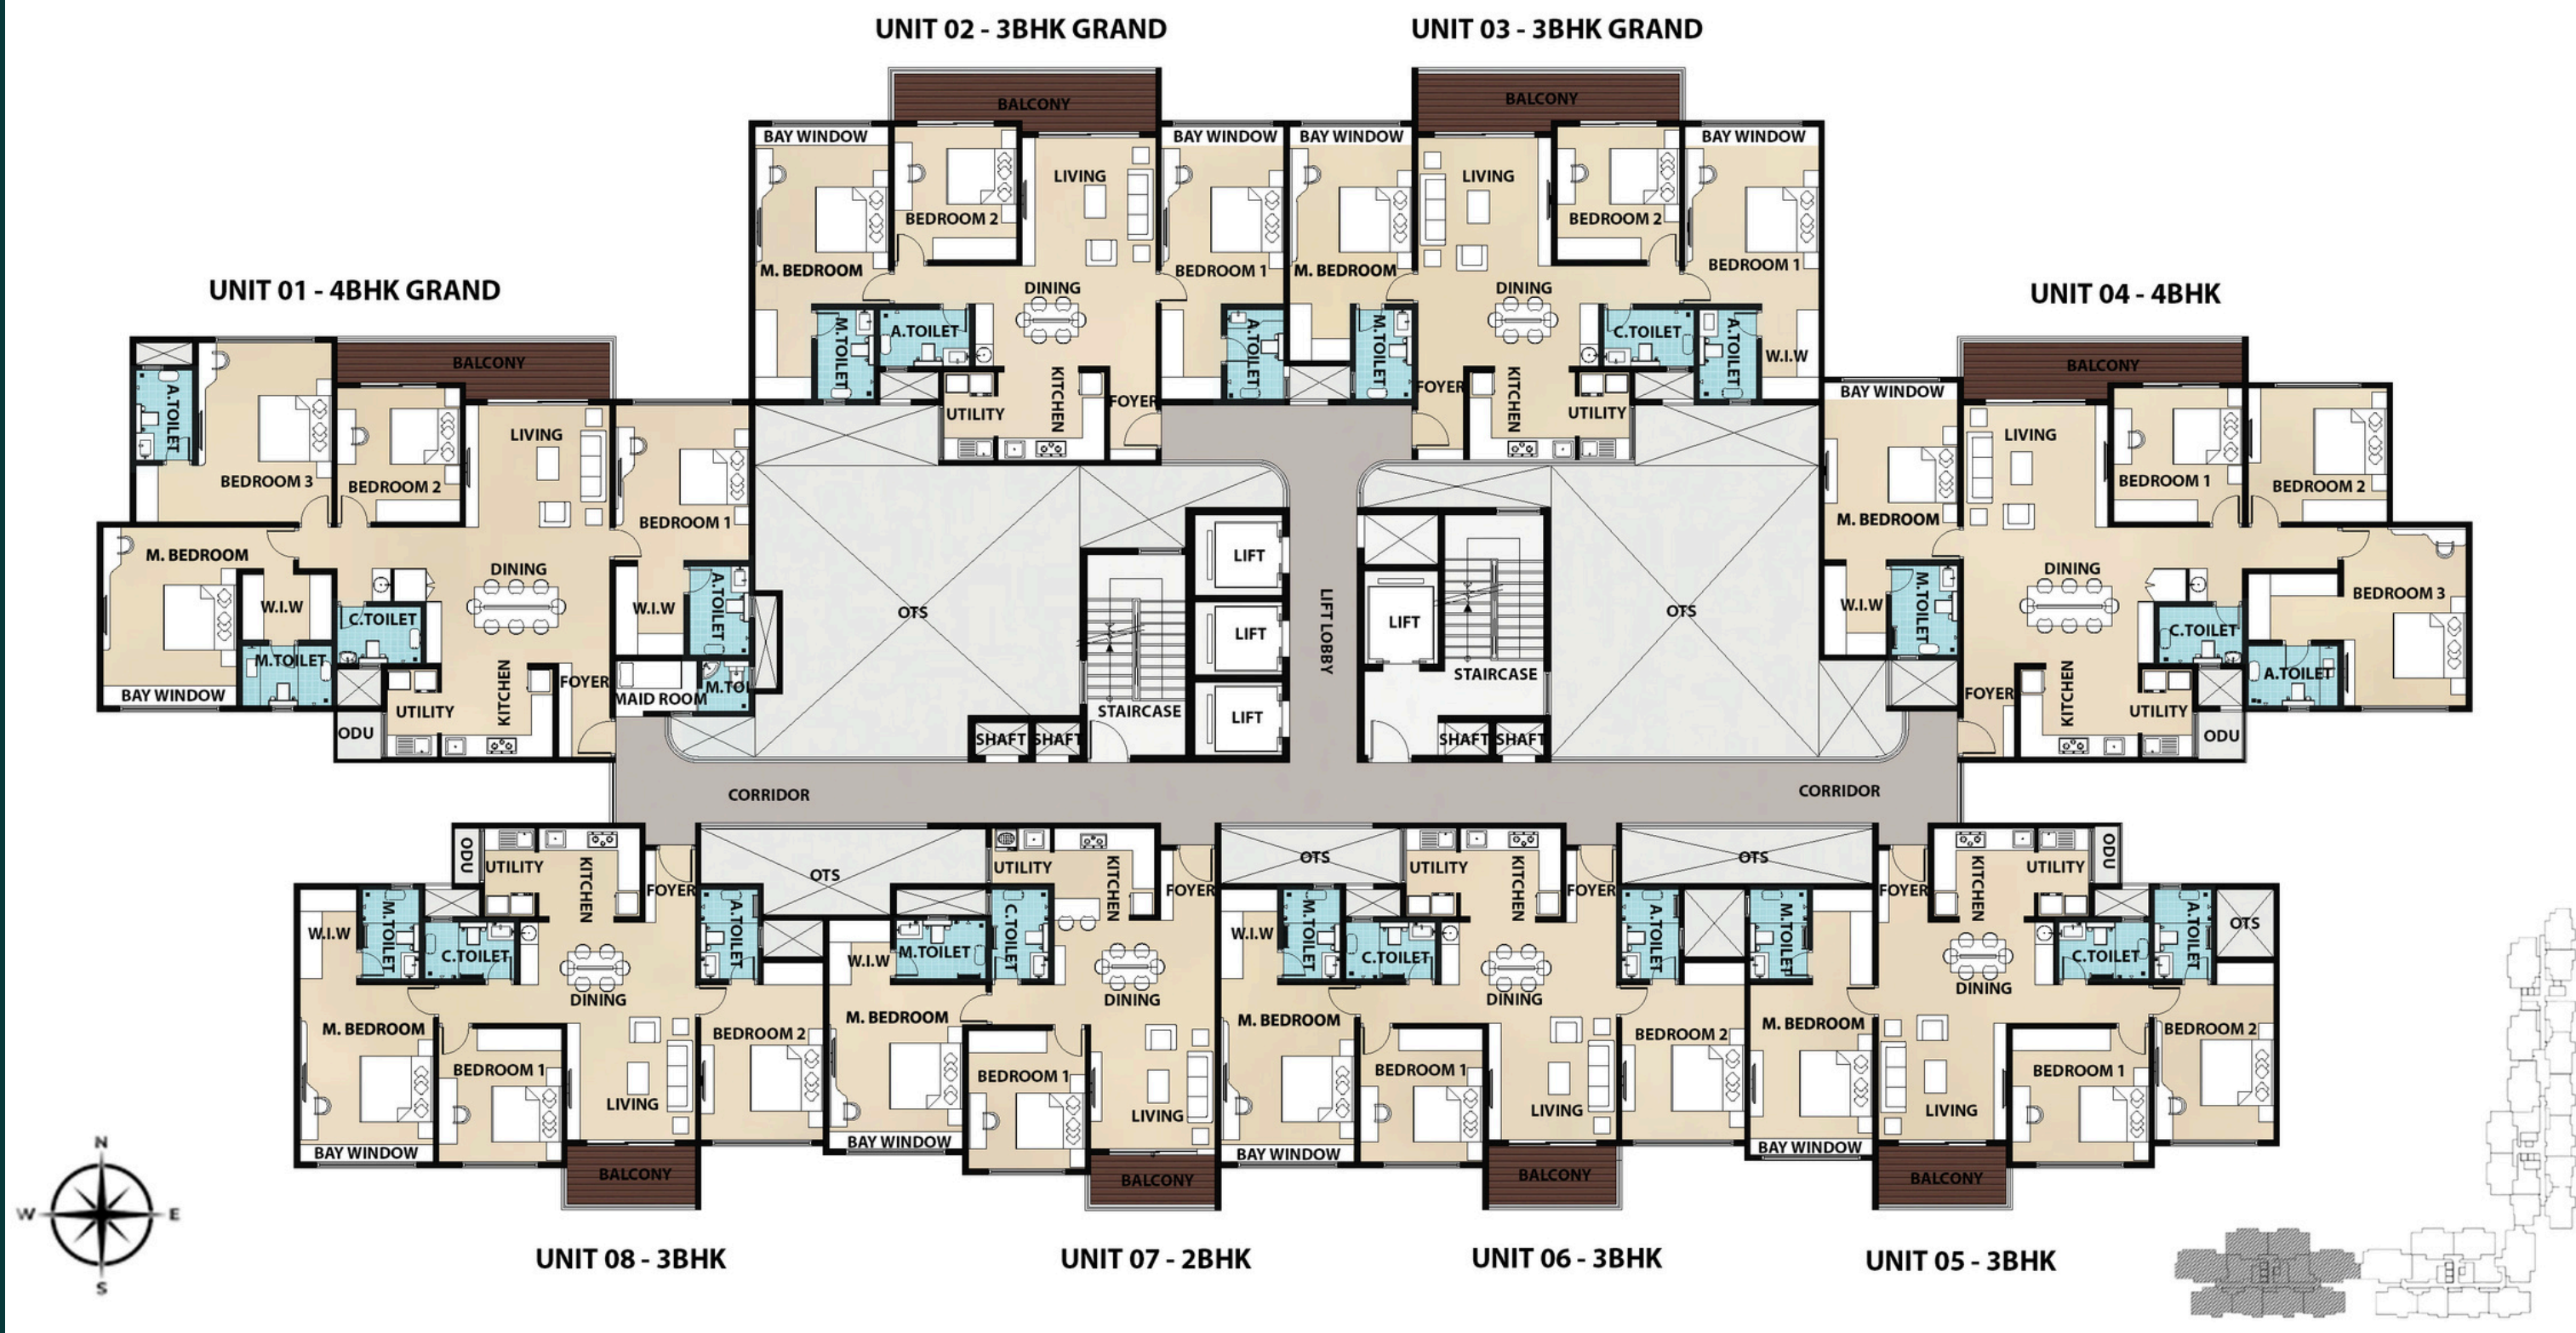 UNIT 02 - 3BHK GRAND
UNIT 03 - 3BHK GRAND
BALCONY
BALCONY
BAY WINDOW
BAY WINDOW
BAY WINDOW
BAY WINDOW
LIVING
LIVING
BEDROOM 2
BEDROOM 2
M. BEDROOM
BEDROOM 1
M. BEDROOM
BEDROOM 1
DINING
DINING
M.TOILET
A.TOILET
A.TOILET
M.TOILET
C.TOILET
A.TOILET
W.I.W
KITCHEN
FOYER
UTILITY
FOYER
KITCHEN
UTILITY
UNIT 01 - 4BHK GRAND
BALCONY
A.TOILET
LIVING
BEDROOM 3
BEDROOM 2
BEDROOM 1
M. BEDROOM
DINING
W.I.W
C.TOILET
W.I.W
A.TOILET
M.TOILET
BAY WINDOW
KITCHEN
FOYER
MAID ROOM
M.TOI
UTILITY
ODU
UNIT 04 - 4BHK
BALCONY
BAY WINDOW
LIVING
BEDROOM 1
BEDROOM 2
M. BEDROOM
DINING
BEDROOM 3
W.I.W
M.TOILET
C.TOILET
A.TOILET
FOYER
KITCHEN
UTILITY
ODU
OTS
LIFT
LIFT
LIFT
LIFT LOBBY
LIFT
OTS
STAIRCASE
STAIRCASE
SHAFT
SHAFT
SHAFT
SHAFT
CORRIDOR
CORRIDOR
ODU
UTILITY
KITCHEN
FOYER
OTS
W.I.W
M.TOILET
C.TOILET
A.TOILET
DINING
M. BEDROOM
BEDROOM 2
BEDROOM 1
LIVING
BAY WINDOW
BALCONY
UTILITY
KITCHEN
FOYER
W.I.W
M.TOILET
C.TOILET
DINING
M. BEDROOM
BEDROOM 1
LIVING
BAY WINDOW
BALCONY
OTS
UTILITY
KITCHEN
FOYER
W.I.W
M.TOILET
C.TOILET
A.TOILET
DINING
M. BEDROOM
BEDROOM 2
BEDROOM 1
LIVING
BAY WINDOW
BALCONY
OTS
FOYER
KITCHEN
UTILITY
ODU
M.TOILET
C.TOILET
A.TOILET
OTS
DINING
M. BEDROOM
BEDROOM 2
BEDROOM 1
LIVING
BAY WINDOW
BALCONY
N
W
E
S
UNIT 08 - 3BHK
UNIT 07 - 2BHK
UNIT 06 - 3BHK
UNIT 05 - 3BHK